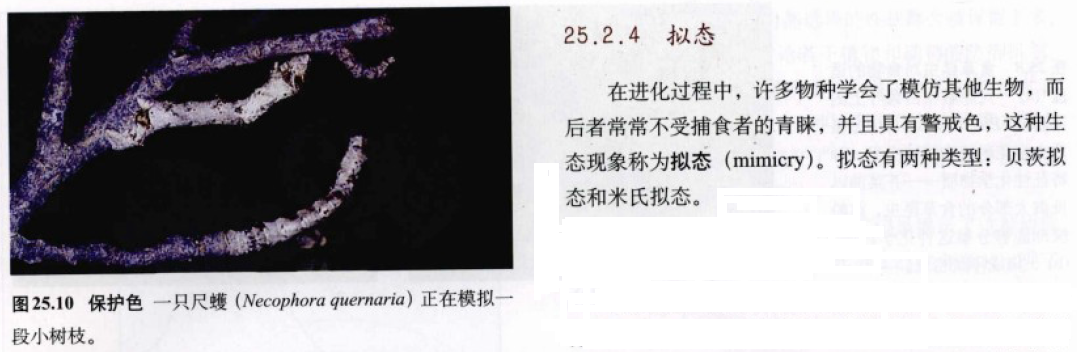 25.2.4 拟态
在进化过程中，许多物种学会了模仿其他生物，而
后者常常不受捕食者的青睐，并且具有警戒色，这种生
态现象称为拟态（mimicry）。拟态有两种类型：贝茨拟
态和米氏拟态。
图25.10 保护色 一只尺蠖（Necophora quernaria）正在模拟一
段小树枝。